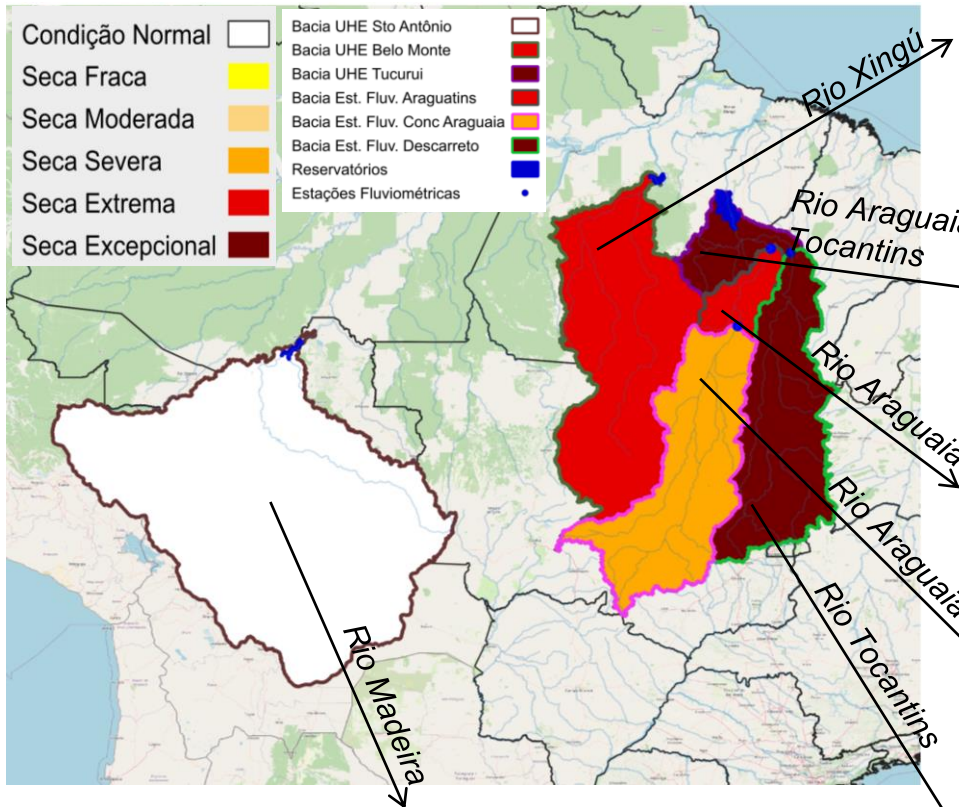 Condição Normal
Seca Fraca
Seca Moderada
Seca Severa
Seca Extrema
Seca Excepcional
Bacia UHE Sto Antônio
Bacia UHE Belo Monte
Bacia UHE Tucurui
Bacia Est. Fluv. Araguatins
Bacia Est. Fluv. Conc Araguaia
Bacia Est. Fluv. Descarreto
Reservatórios
Estações Fluviométricas
Rio Xingú
Rio Araguaia
Tocantins
Rio Araguaia
Rio Araguaia
Rio Tocantins
Rio Madeira